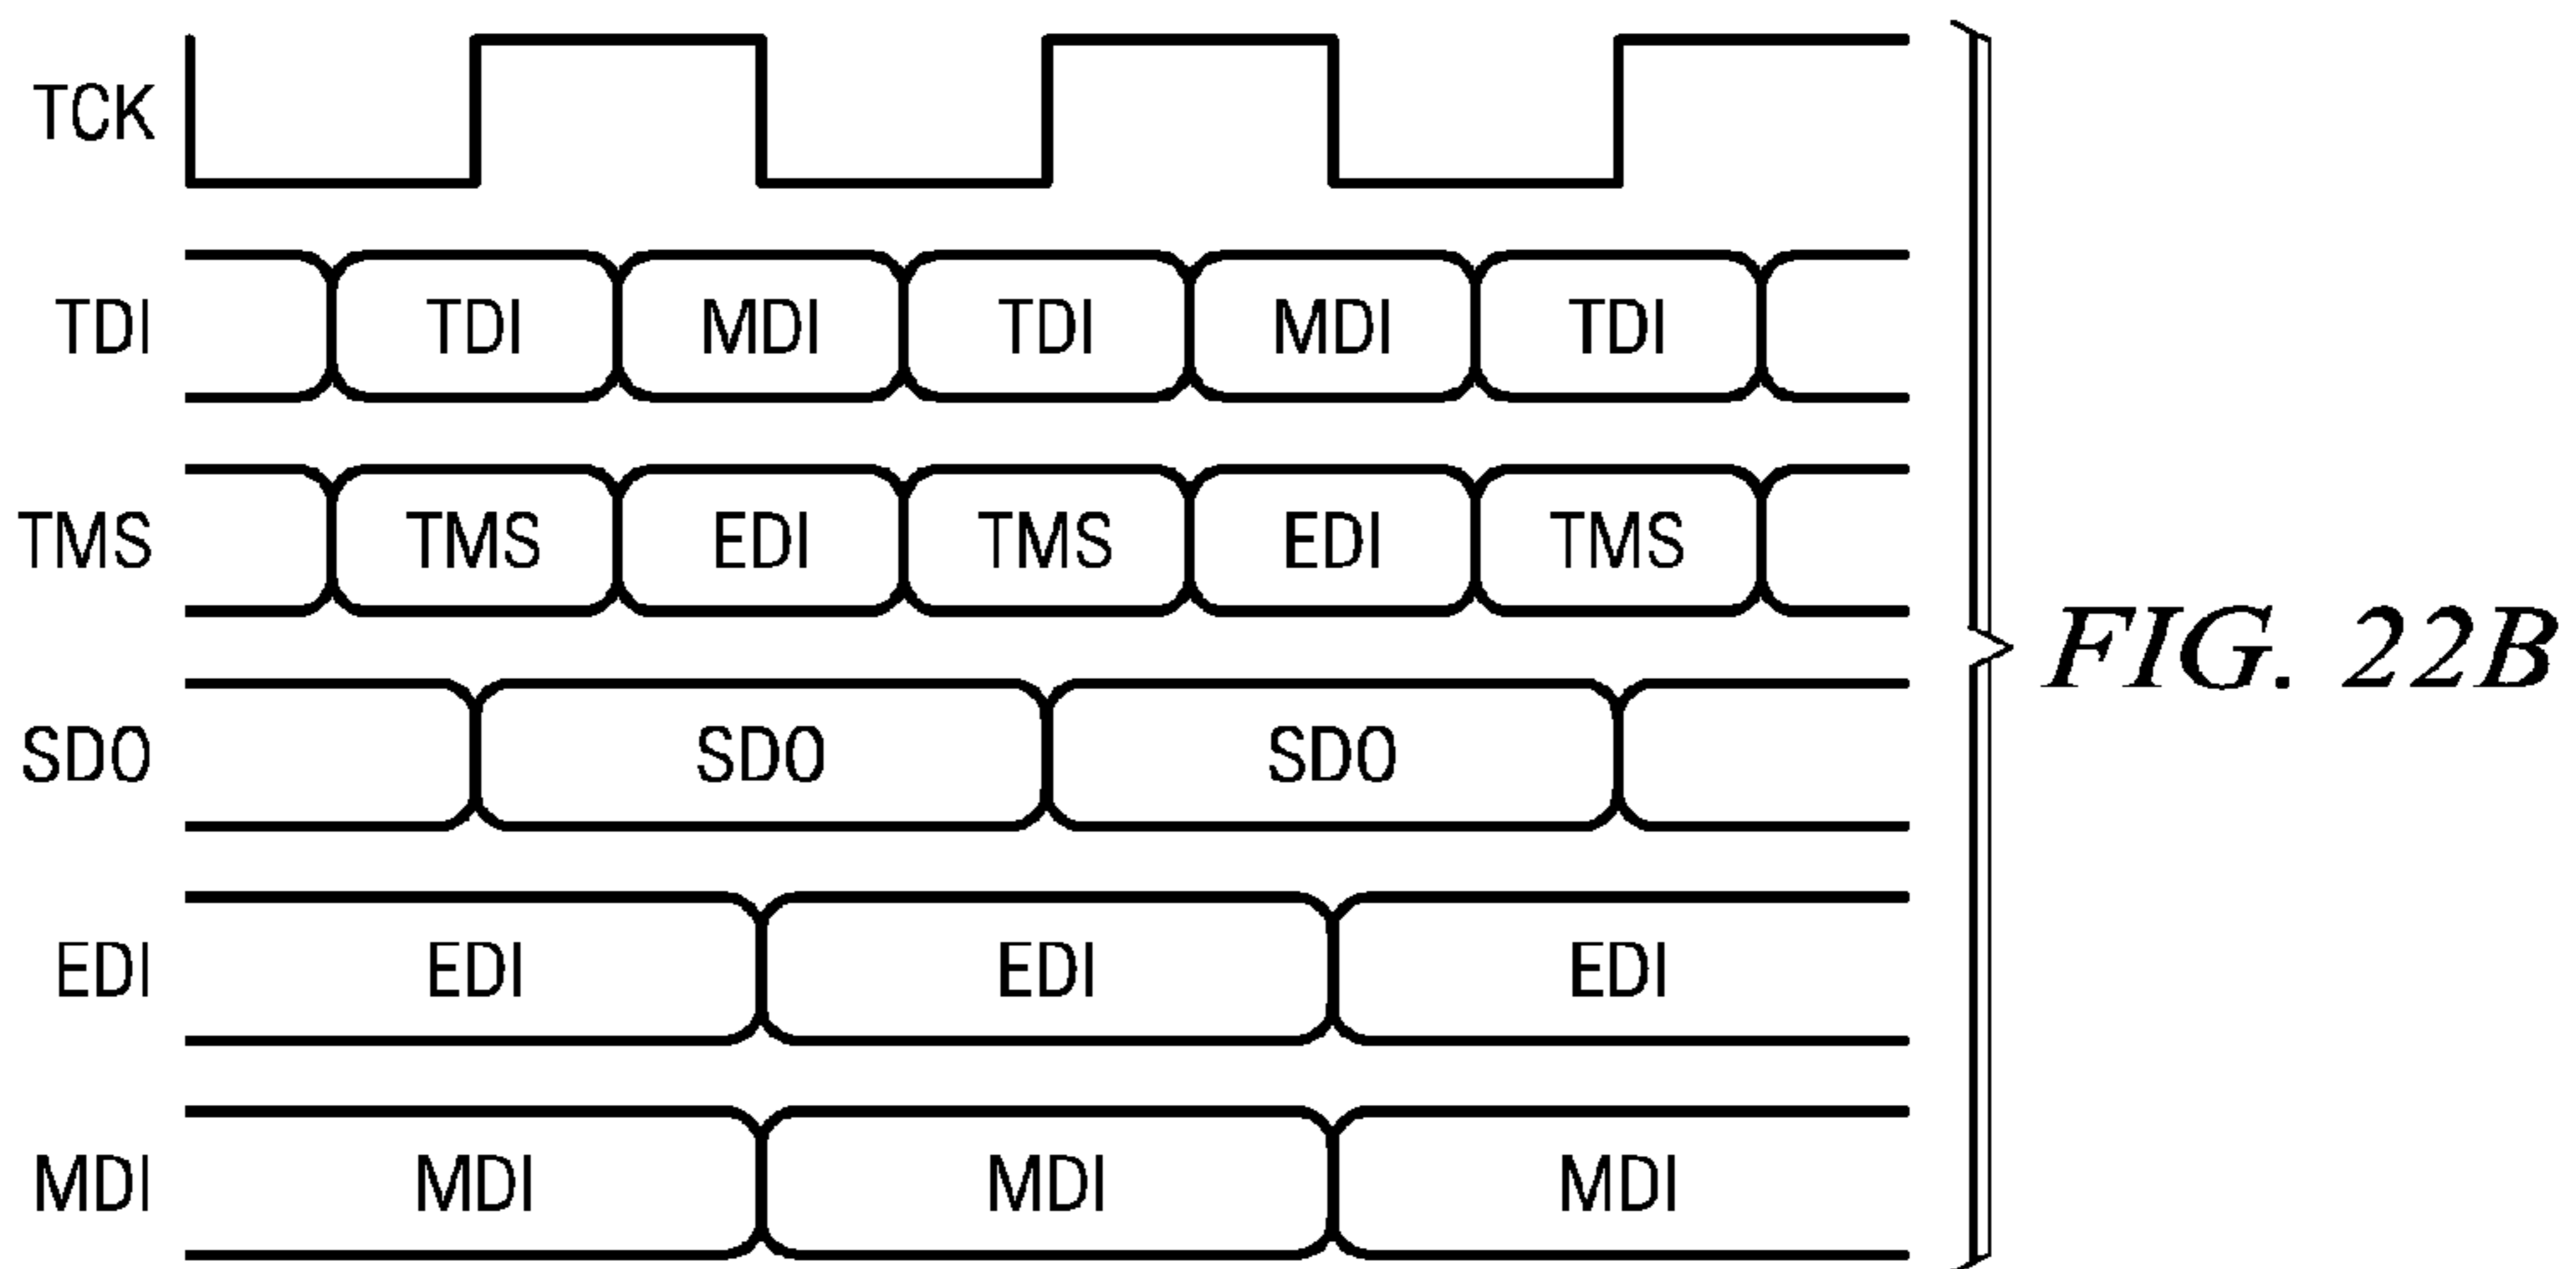 TCK
TDI TDI MDI TDI MDI TDI
TMS TMS EDI TMS EDI TMS
SDO SDO SDO
EDI EDI EDI EDI
MDI MDI MDI MDI
FIG. 22B